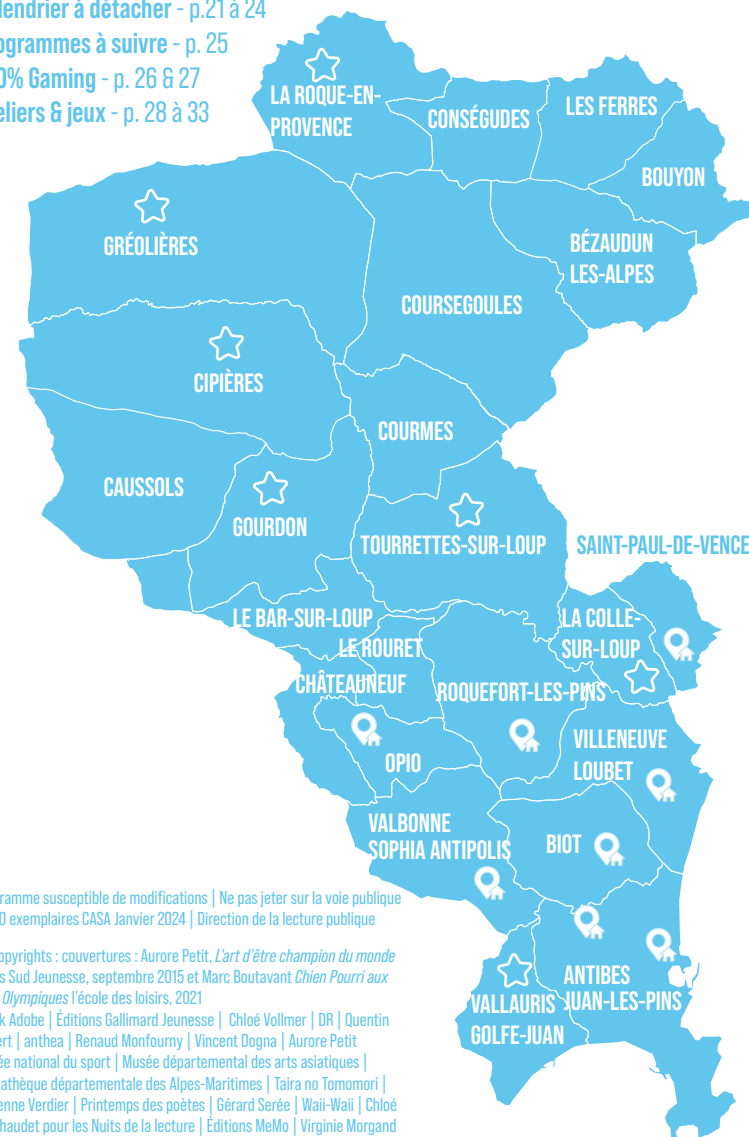 lendrier à détacher - p.21 à 24
ogrammes à suivre - p. 25
0% Gaming - p. 26 & 27
eliers & jeux - p. 28 à 33
LA ROQUE-EN-
PROVENCE
CONSÉGUDES
LES FERRES
BOUYON
GRÉOLIÈRES
BÉZAUDUN
LES-ALPES
COURSEGOULES
CIPIÈRES
COURMES
CAUSSOLS
GOURDON
TOURRETTES-SUR-LOUP
SAINT-PAUL-DE-VENCE
LE BAR-SUR-LOUP
LA COLLE-
SUR-LOUP
LE ROURET
CHÂTEAUNEUF
ROQUEFORT-LES-PINS
VILLENEUVE
LOUBET
OPIO
VALBONNE
SOPHIA ANTIPOLIS
BIOT
ANTIBES
JUAN-LES-PINS
VALLAURIS
GOLFE-JUAN
ramme susceptible de modifications | Ne pas jeter sur la voie publique
0 exemplaires CASA Janvier 2024 | Direction de la lecture publique
opyrights : couvertures : Aurore Petit, L'art d'être champion du monde
s Sud Jeunesse, septembre 2015 et Marc Boutavant Chien Pourri aux
Olympiques l'école des loisirs, 2021
k Adobe | Éditions Gallimard Jeunesse | Chloé Vollmer | DR | Quentin
ert | anthea | Renaud Monfourny | Vincent Dogna | Aurore Petit
ée national du sport | Musée départemental des arts asiatiques |
athèque départementale des Alpes-Maritimes | Taira no Tomomori |
enne Verdier | Printemps des poètes | Gérard Serée | Waii-Waii | Chloé
haudet pour les Nuits de la lecture | Éditions MeMo | Virginie Morgand